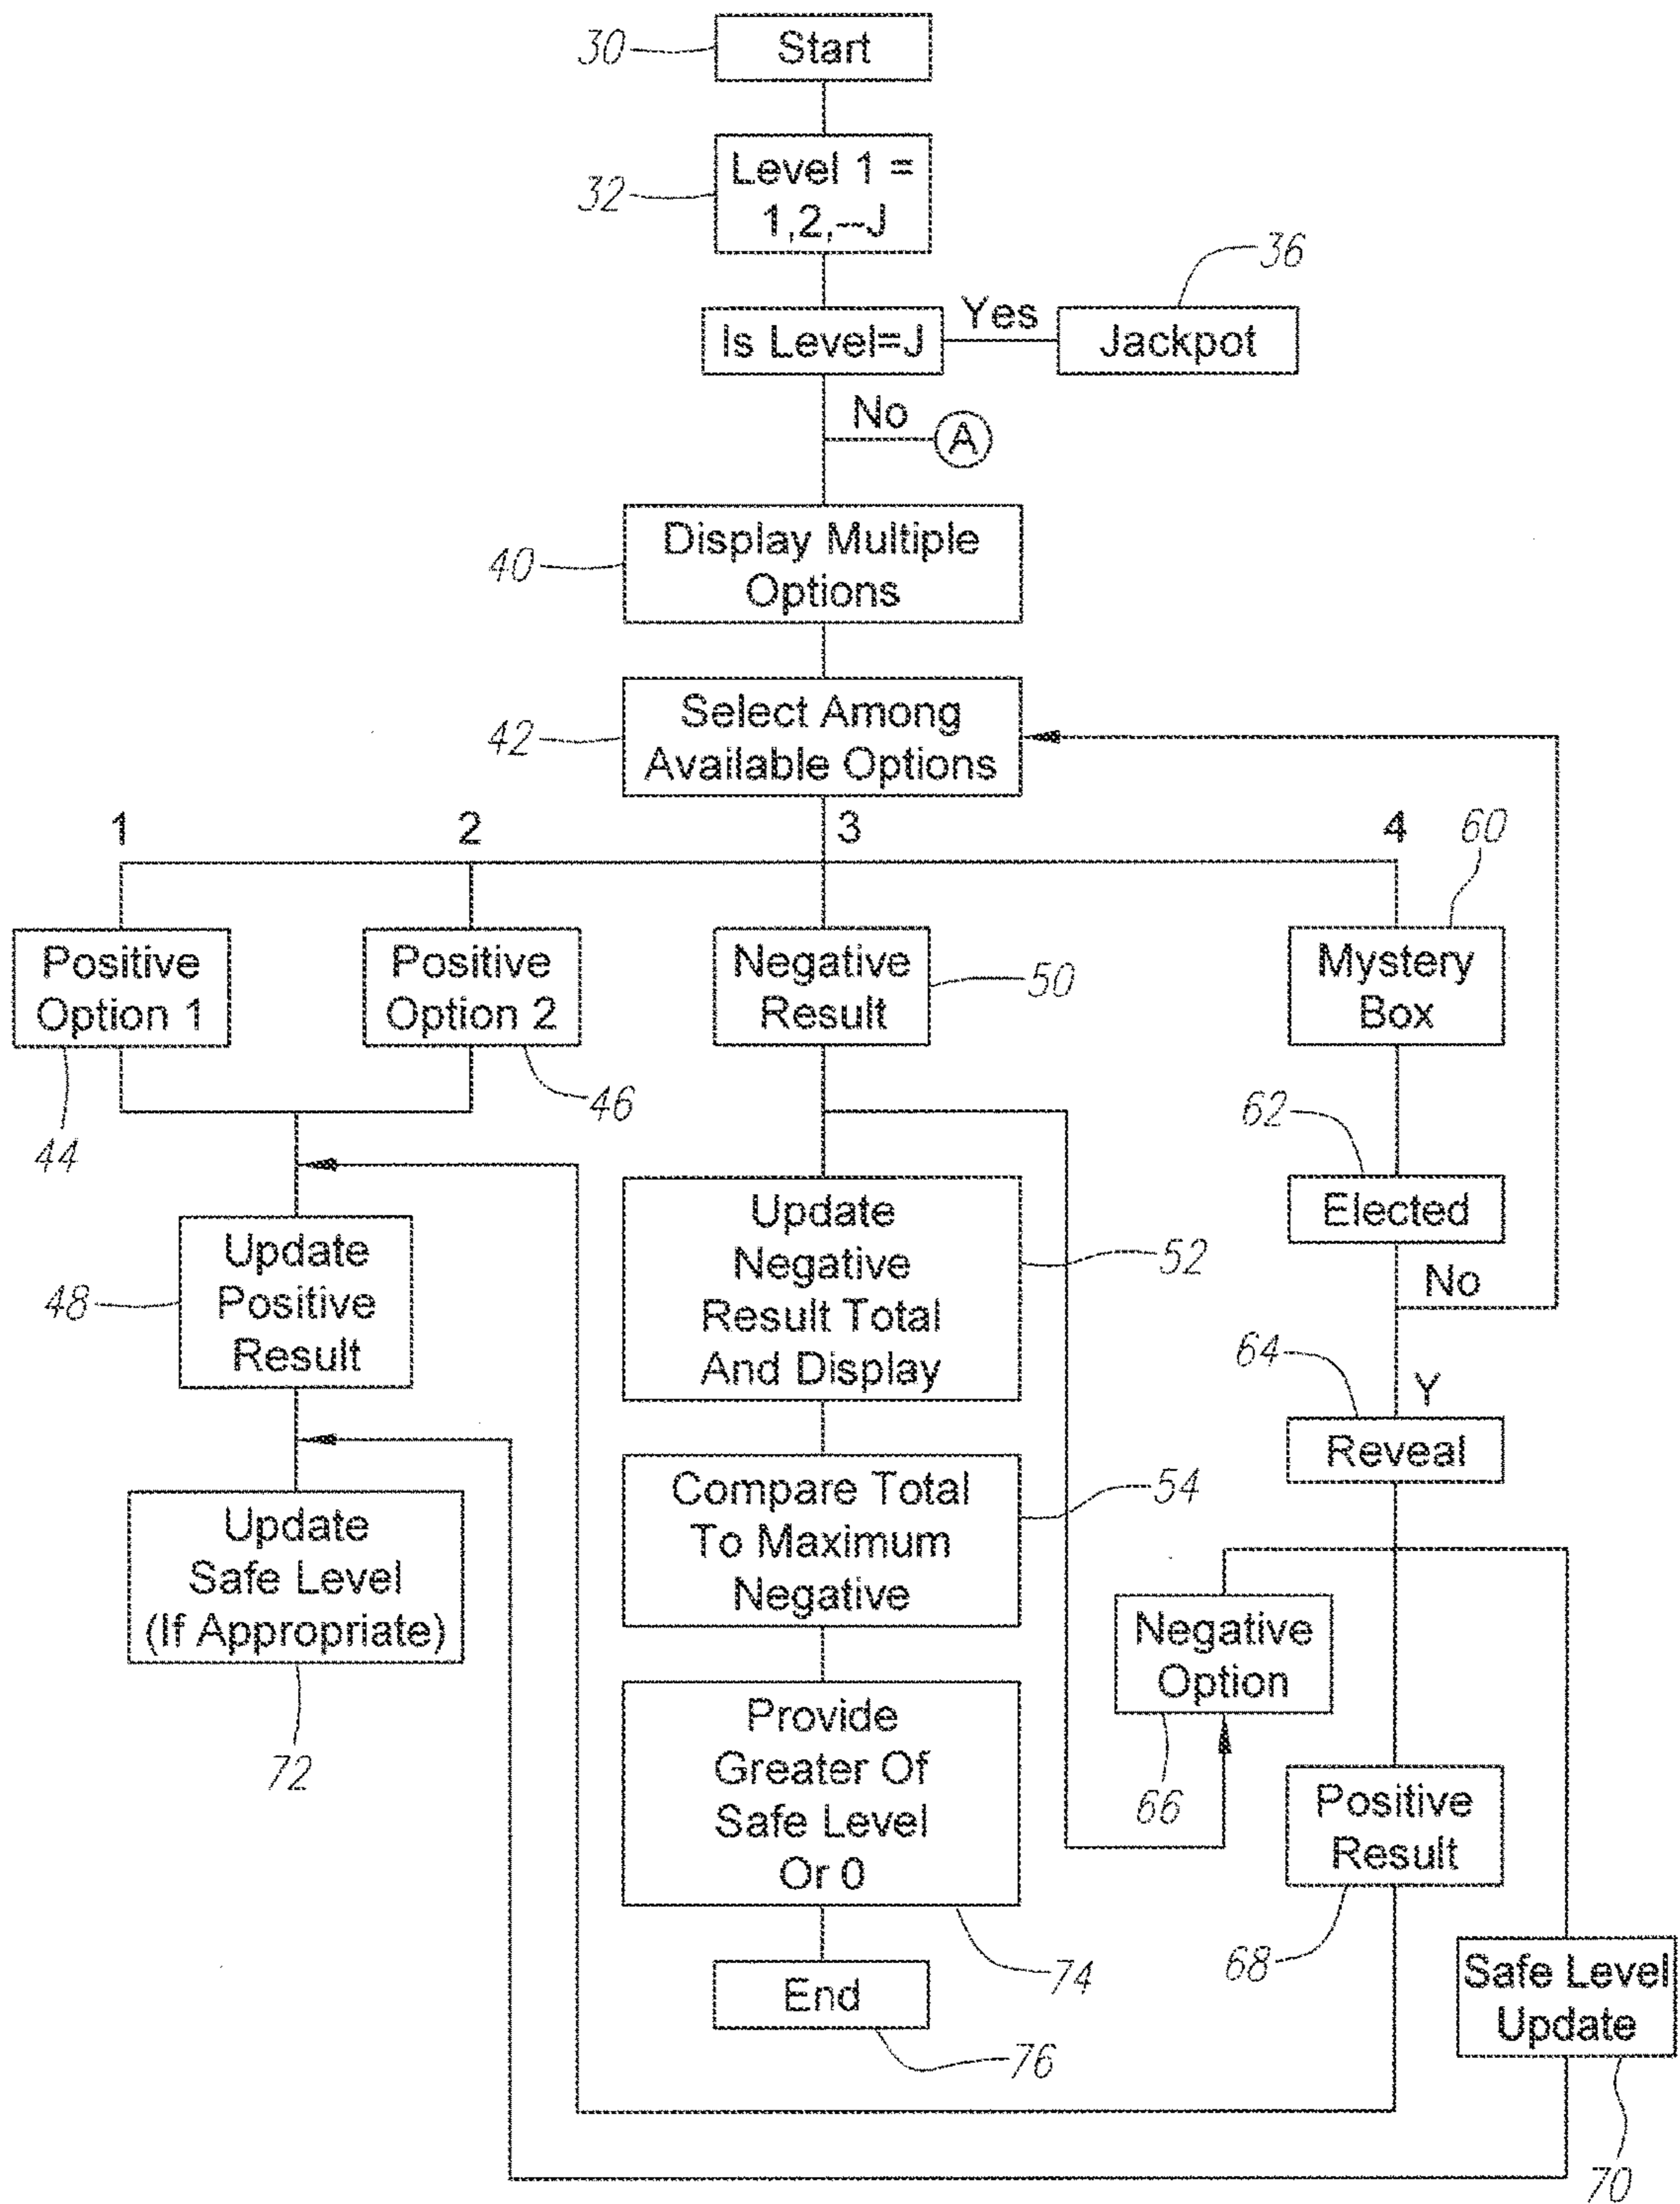 30
Start
32
Level 1 =
1,2,--J
36
Is Level=J
Yes
Jackpot
No
A
40
Display Multiple
Options
42
Select Among
Available Options
1
2
3
4
60
Positive
Option 1
Positive
Option 2
Negative
Result
50
Mystery
Box
44
46
62
Elected
No
48
Update
Positive
Result
Update
Negative
Result Total
And Display
52
64
Y
Reveal
Update
Safe Level
(If Appropriate)
72
Compare Total
To Maximum
Negative
54
Negative
Option
66
Provide
Greater Of
Safe Level
Or 0
74
Positive
Result
68
End
76
Safe Level
Update
70